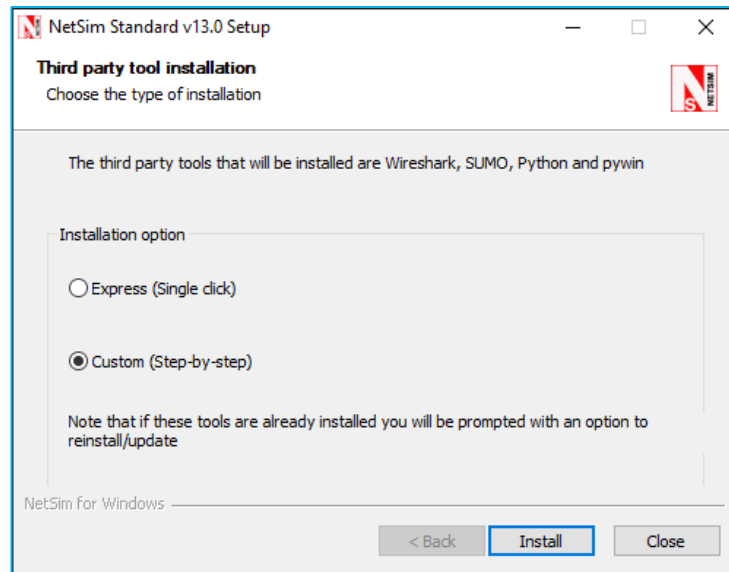 NetSim Standard v13.0 Setup
Third party tool installation
Choose the type of installation
N
S
NETSIM
The third party tools that will be installed are Wireshark, SUMO, Python and pywin
Installation option
Express (Single click)
Custom (Step-by-step)
Note that if these tools are already installed you will be prompted with an option to
reinstall/update
NetSim for Windows
< Back Install Close